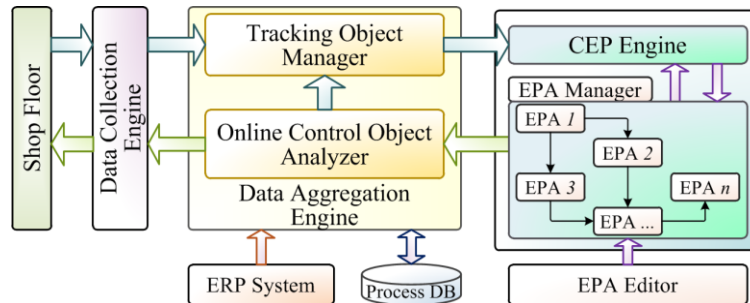 Shop Floor
Data Collection
Engine
Tracking Object
Manager
Online Control Object
Analyzer
Data Aggregation
Engine
CEP Engine
EPA Manager
EPA 1
EPA 2
EPA 3
EPA n
EPA ...
ERP System
Process DB
EPA Editor